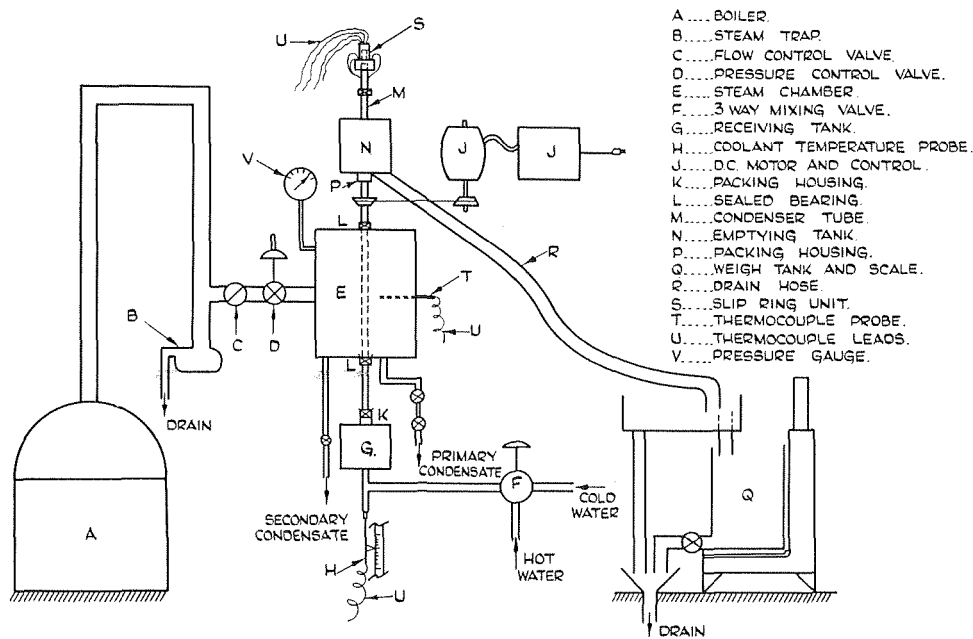 U
S
M
N
J
J
V
P
L
E
T
U
R
B
C
D
L
K
G.
DRAIN
PRIMARY
CONDENSATE
F
COLD
WATER
SECONDARY
CONDENSATE
HOT
WATER
A
H
U
Q
DRAIN
A.....BOILER.
B.....STEAM TRAP.
C.....FLOW CONTROL VALVE.
D.....PRESSURE CONTROL VALVE.
E.....STEAM CHAMBER.
F.....3 WAY MIXING VALVE.
G.....RECEIVING TANK.
H.....COOLANT TEMPERATURE PROBE.
J.....D.C. MOTOR AND CONTROL.
K.....PACKING HOUSING.
L.....SEALED BEARING.
M.....CONDENSER TUBE.
N.....EMPTYING TANK.
P.....PACKING HOUSING.
Q.....WEIGH TANK AND SCALE.
R.....DRAIN HOSE.
S.....SLIP RING UNIT.
T.....THERMOCOUPLE PROBE.
U.....THERMOCOUPLE LEADS.
V.....PRESSURE GAUGE.